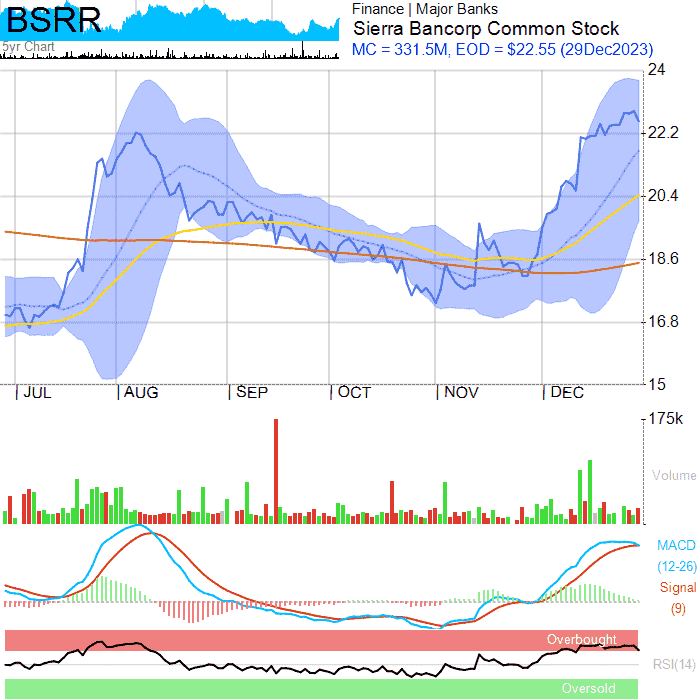 BSRR
5yr Chart
Finance | Major Banks
Sierra Bancorp Common Stock
MC = 331.5M, EOD = $22.55 (29Dec2023)
24
22.2
20.4
18.6
16.8
15
JUL
AUG
SEP
OCT
NOV
DEC
175k
Volume
MACD
(12-26)
Signal
(9)
Overbought
RSI(14)
Oversold